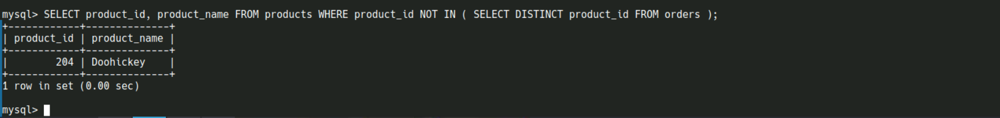 mysql> SELECT product_id, product_name FROM products WHERE product_id NOT IN ( SELECT DISTINCT product_id FROM orders );
+------------+--------------+
| product_id | product_name |
+------------+--------------+
|        204 | Doohickey    |
+------------+--------------+
1 row in set (0.00 sec)

mysql>